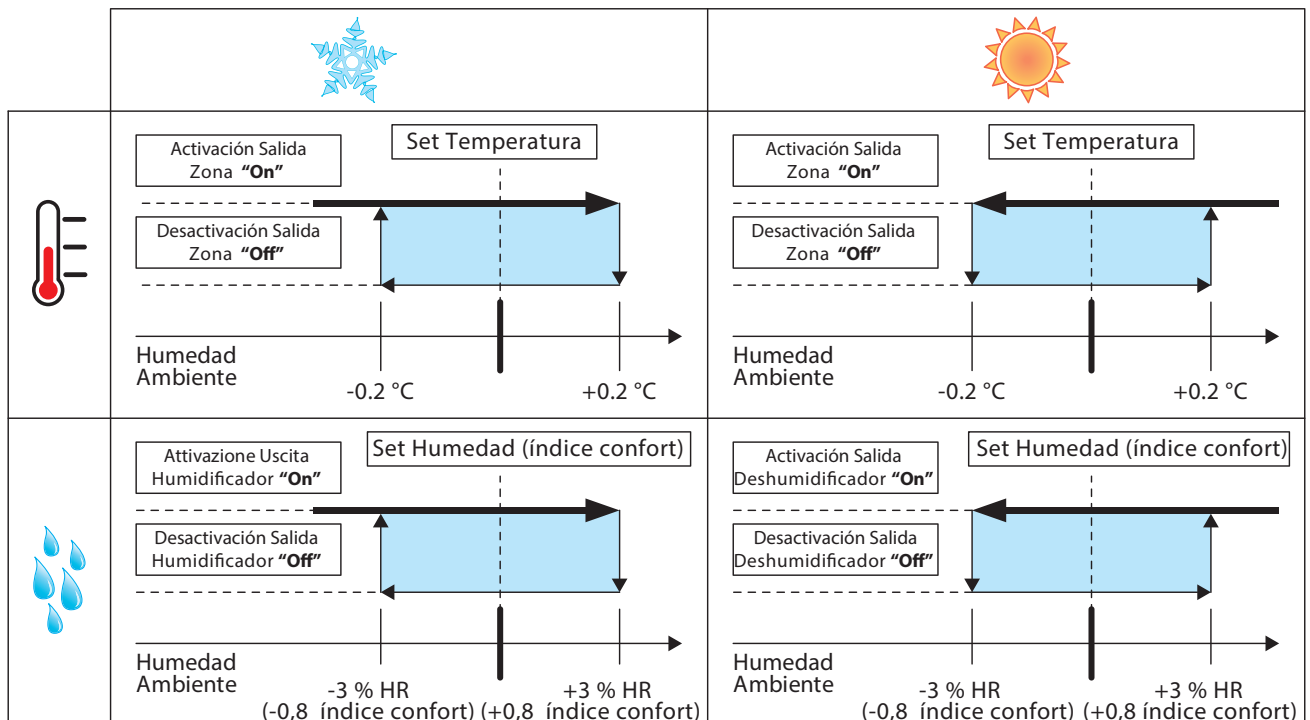 Activación Salida
Zona “On”
Set Temperatura
Desactivación Salida
Zona “Off”
Humedad
Ambiente
-0.2 °C
+0.2 °C
Activación Salida
Zona “On”
Set Temperatura
Desactivación Salida
Zona “Off”
Humedad
Ambiente
-0.2 °C
+0.2 °C
Attivazione Uscita
Humidificador “On”
Set Humedad (índice confort)
Desactivación Salida
Humidificador “Off”
Humedad
Ambiente
-3 % HR
(-0,8 índice confort)
+3 % HR
(+0,8 índice confort)
Activación Salida
Deshumidificador “On”
Set Humedad (índice confort)
Desactivación Salida
Deshumidificador “Off”
Humedad
Ambiente
-3 % HR
(-0,8 índice confort)
+3 % HR
(+0,8 índice confort)